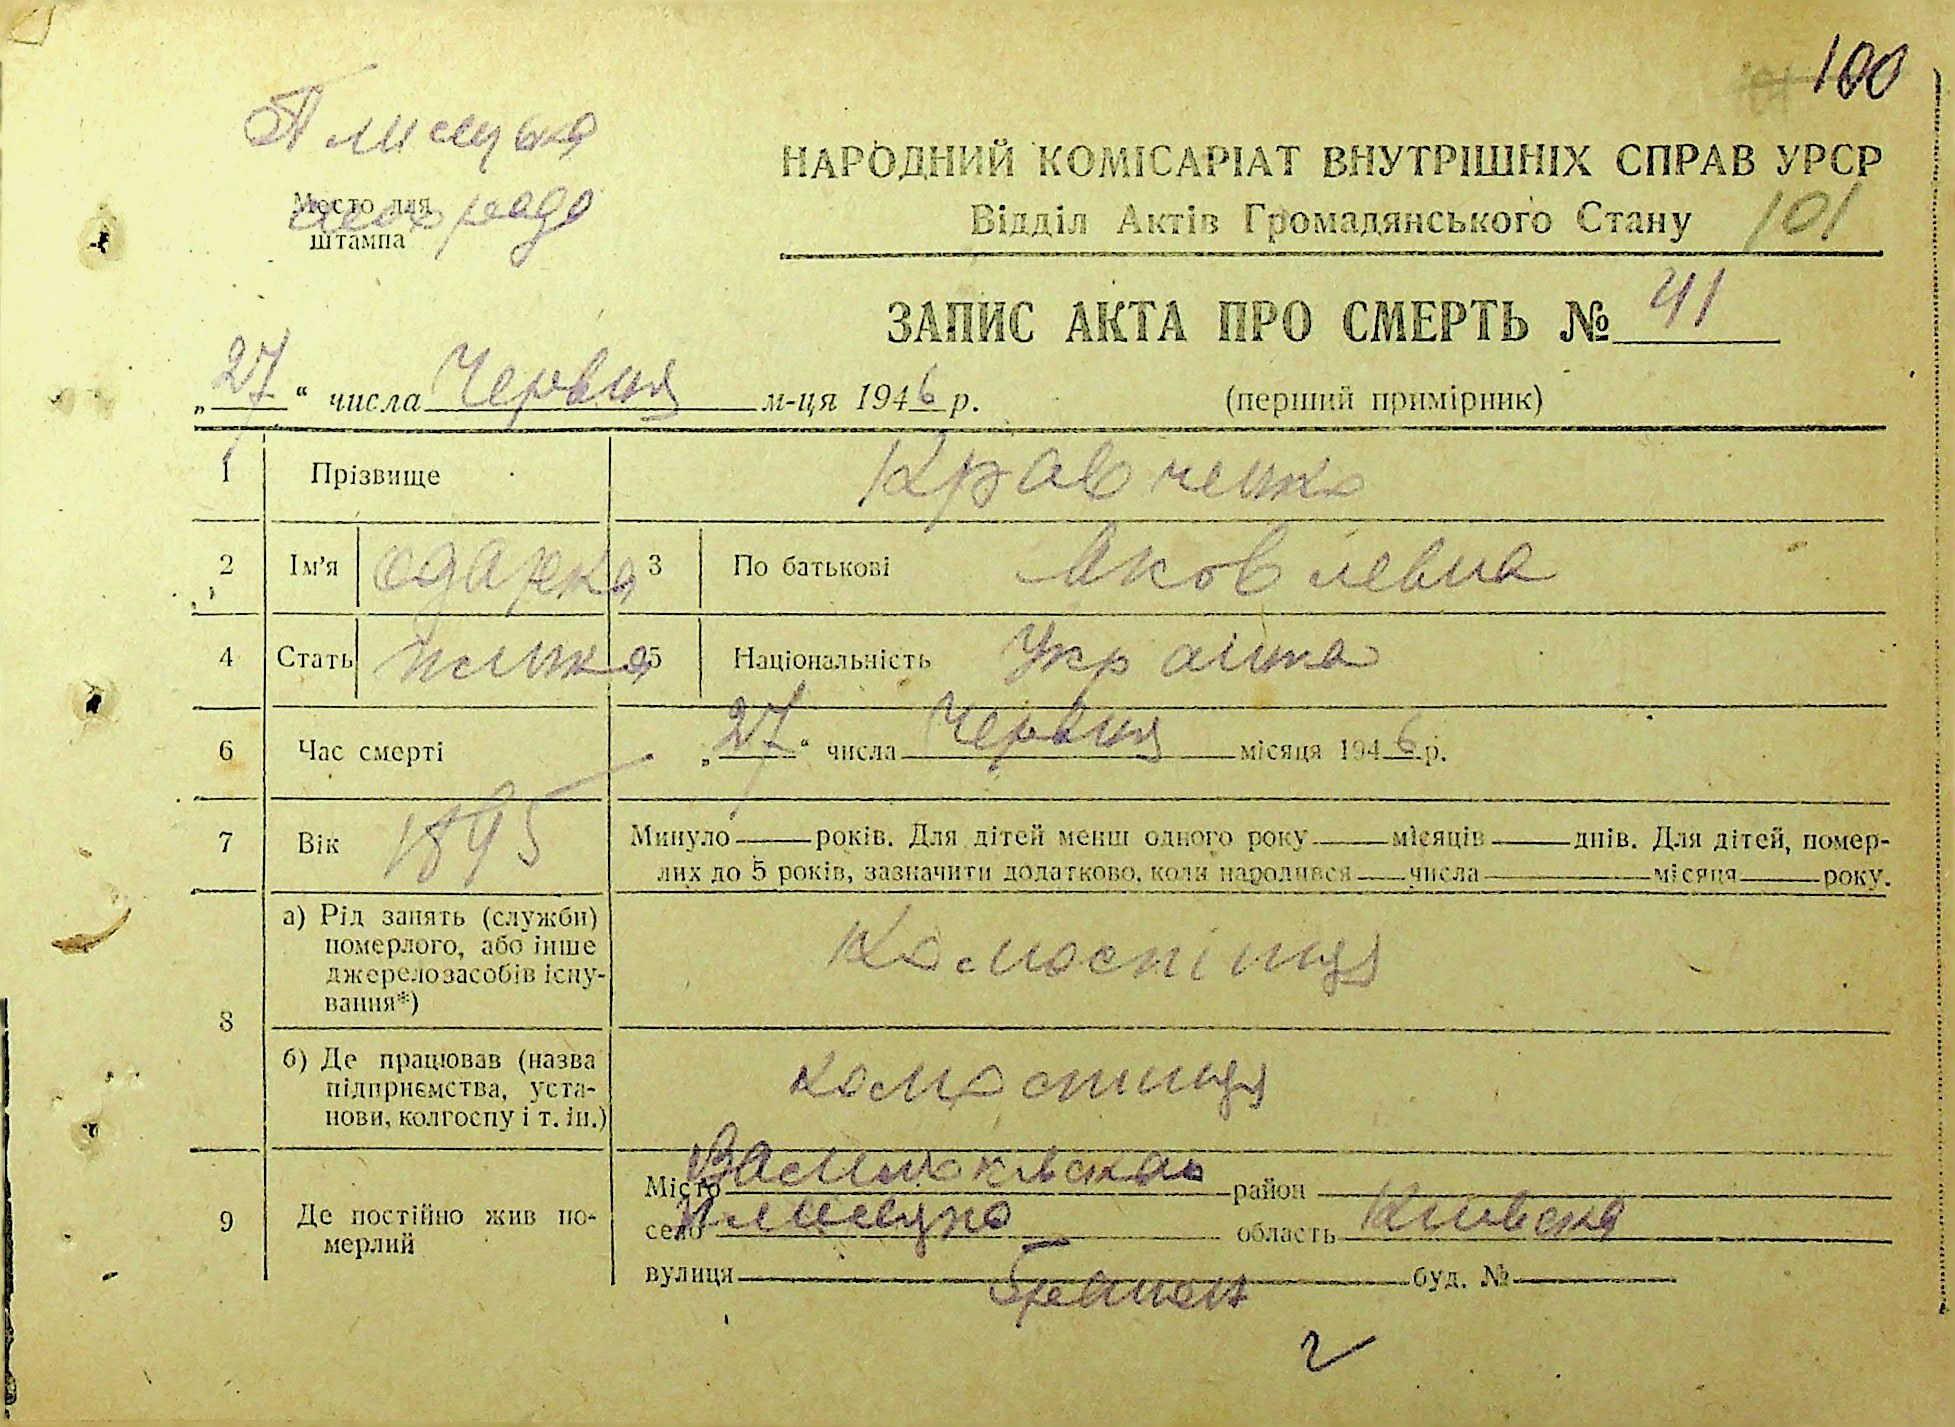 100
Плисецька
Место для
штампа
сельрада
НАРОДНИЙ КОМІСАРІАТ ВНУТРІШНІХ СПРАВ УРСР
Відділ Актів Громадянського Стану 101
ЗАПИС АКТА ПРО СМЕРТЬ № 41
„27“ числа Червня м-ця 1946 р. (перший примірник)
1 Прізвище Кравченко
2 Ім'я Одарка 3 По батькові Яковлевна
4 Стать жінка 5 Національність Українка
6 Час смерті „27“ числа Червня місяця 1946 р.
7 Вік 1895 Минуло років. Для дітей менш одного року місяців днів. Для дітей, помер-
лих до 5 років, зазначити додатково, коли народився числа місяця року.
8 а) Рід занять (служби)
померлого, або інше
джерело засобів існу-
вання*)
б) Де працював (назва
підприємства, уста-
нови, колгоспу і т. ін.)
9 Де постійно жив по-
мерлий
Місто Васильківська район
село Плисецьке область Київська
вулиця буд. №